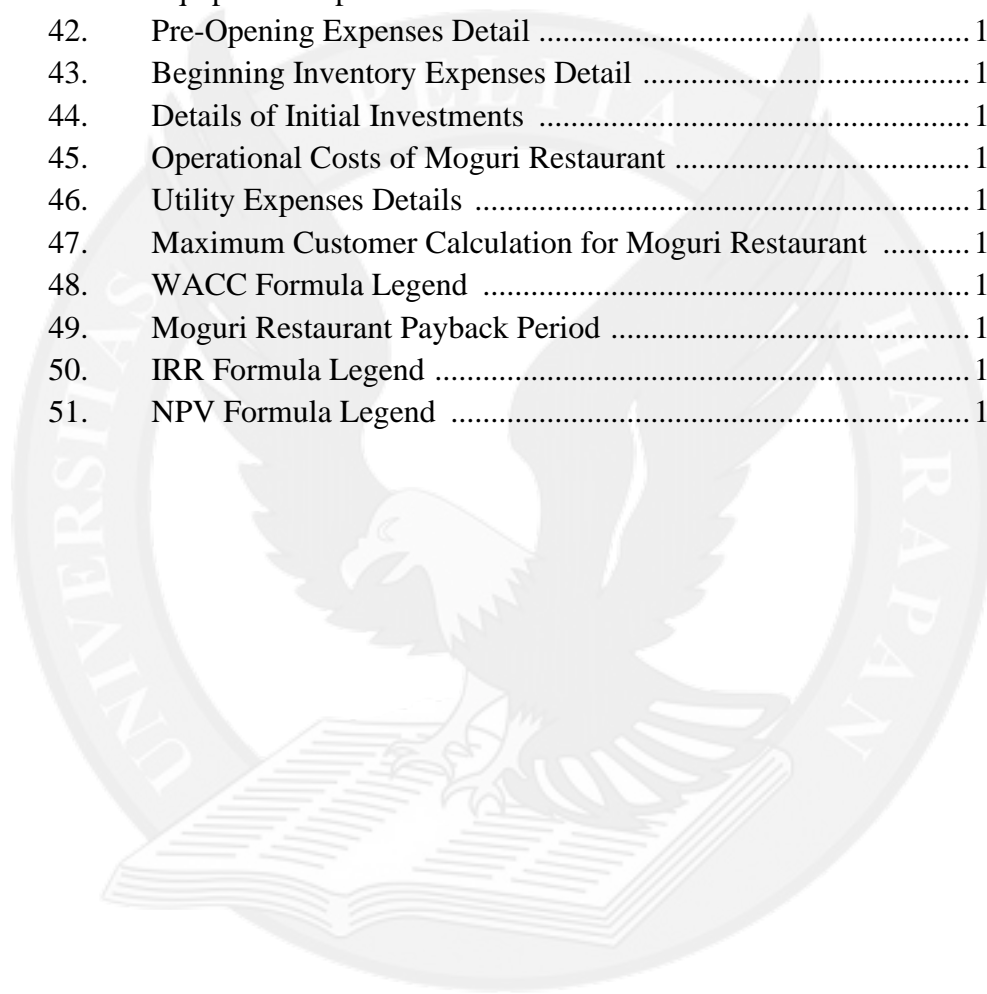 42. Pre-Opening Expenses Detail ........................................................................ 1
43. Beginning Inventory Expenses Detail ...................................................... 1
44. Details of Initial Investments ........................................................................ 1
45. Operational Costs of Moguri Restaurant ................................................. 1
46. Utility Expenses Details .................................................................................. 1
47. Maximum Customer Calculation for Moguri Restaurant ........... 1
48. WACC Formula Legend ................................................................................. 1
49. Moguri Restaurant Payback Period ............................................................ 1
50. IRR Formula Legend ......................................................................................... 1
51. NPV Formula Legend ...................................................................................... 1
UNIVERSITAS PELITA HARAPAN